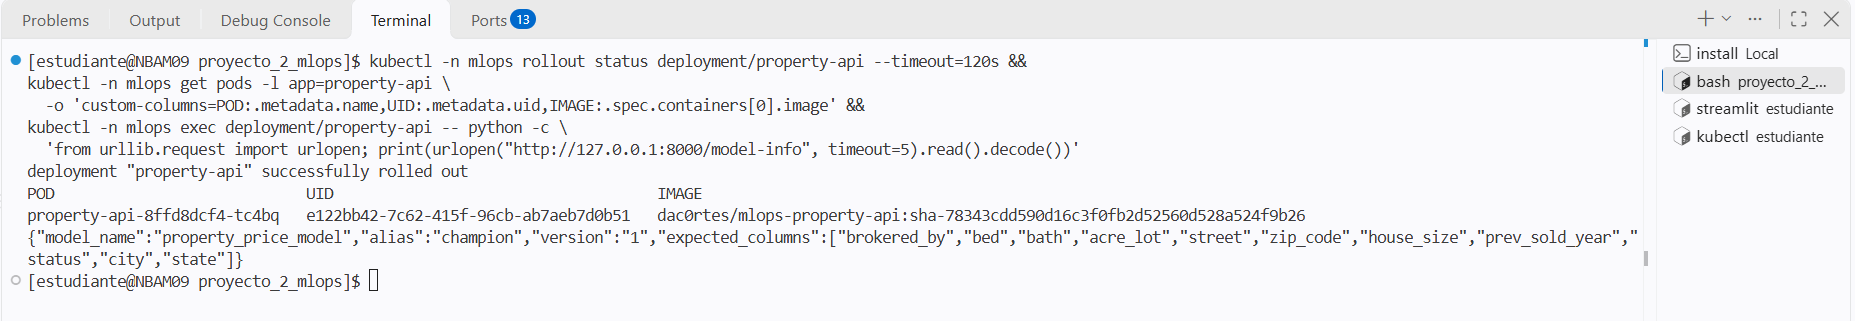 Problems Output Debug Console Terminal Ports 13
[estudiante@NBAM09 proyecto_2_mlops]$ kubectl -n mlops rollout status deployment/property-api --timeout=120s &&
kubectl -n mlops get pods -l app=property-api \
  -o 'custom-columns=POD:.metadata.name,UID:.metadata.uid,IMAGE:.spec.containers[0].image' &&
kubectl -n mlops exec deployment/property-api -- python -c \
  'from urllib.request import urlopen; print(urlopen("http://127.0.0.1:8000/model-info", timeout=5).read().decode())'
deployment "property-api" successfully rolled out
POD UID IMAGE
property-api-8ffd8dcf4-tc4bq e122bb42-7c62-415f-96cb-ab7aeb7d0b51 dac0rtes/mlops-property-api:sha-78343cdd590d16c3f0fb2d52560d528a524f9b26
{"model_name":"property_price_model","alias":"champion","version":"1","expected_columns":["brokered_by","bed","bath","acre_lot","street","zip_code","house_size","prev_sold_year","
status","city","state"]}
[estudiante@NBAM09 proyecto_2_mlops]$
install Local
bash proyecto_2_...
streamlit estudiante
kubectl estudiante